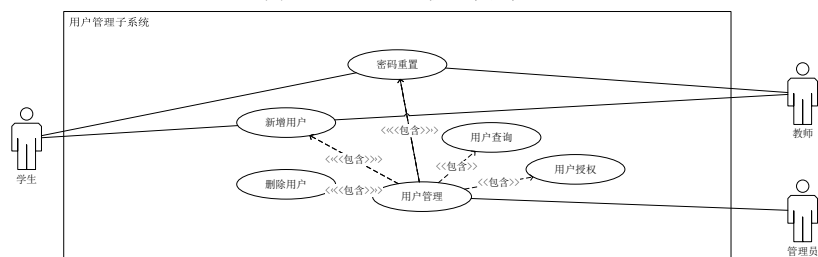 用户管理子系统
密码重置
新增用户
<<<<包含>>>>
用户查询
教师
<<<<包含>>>>
<<包含>>
用户授权
学生
删除用户
<<<<包含>>>>
<<包含>>
用户管理
管理员